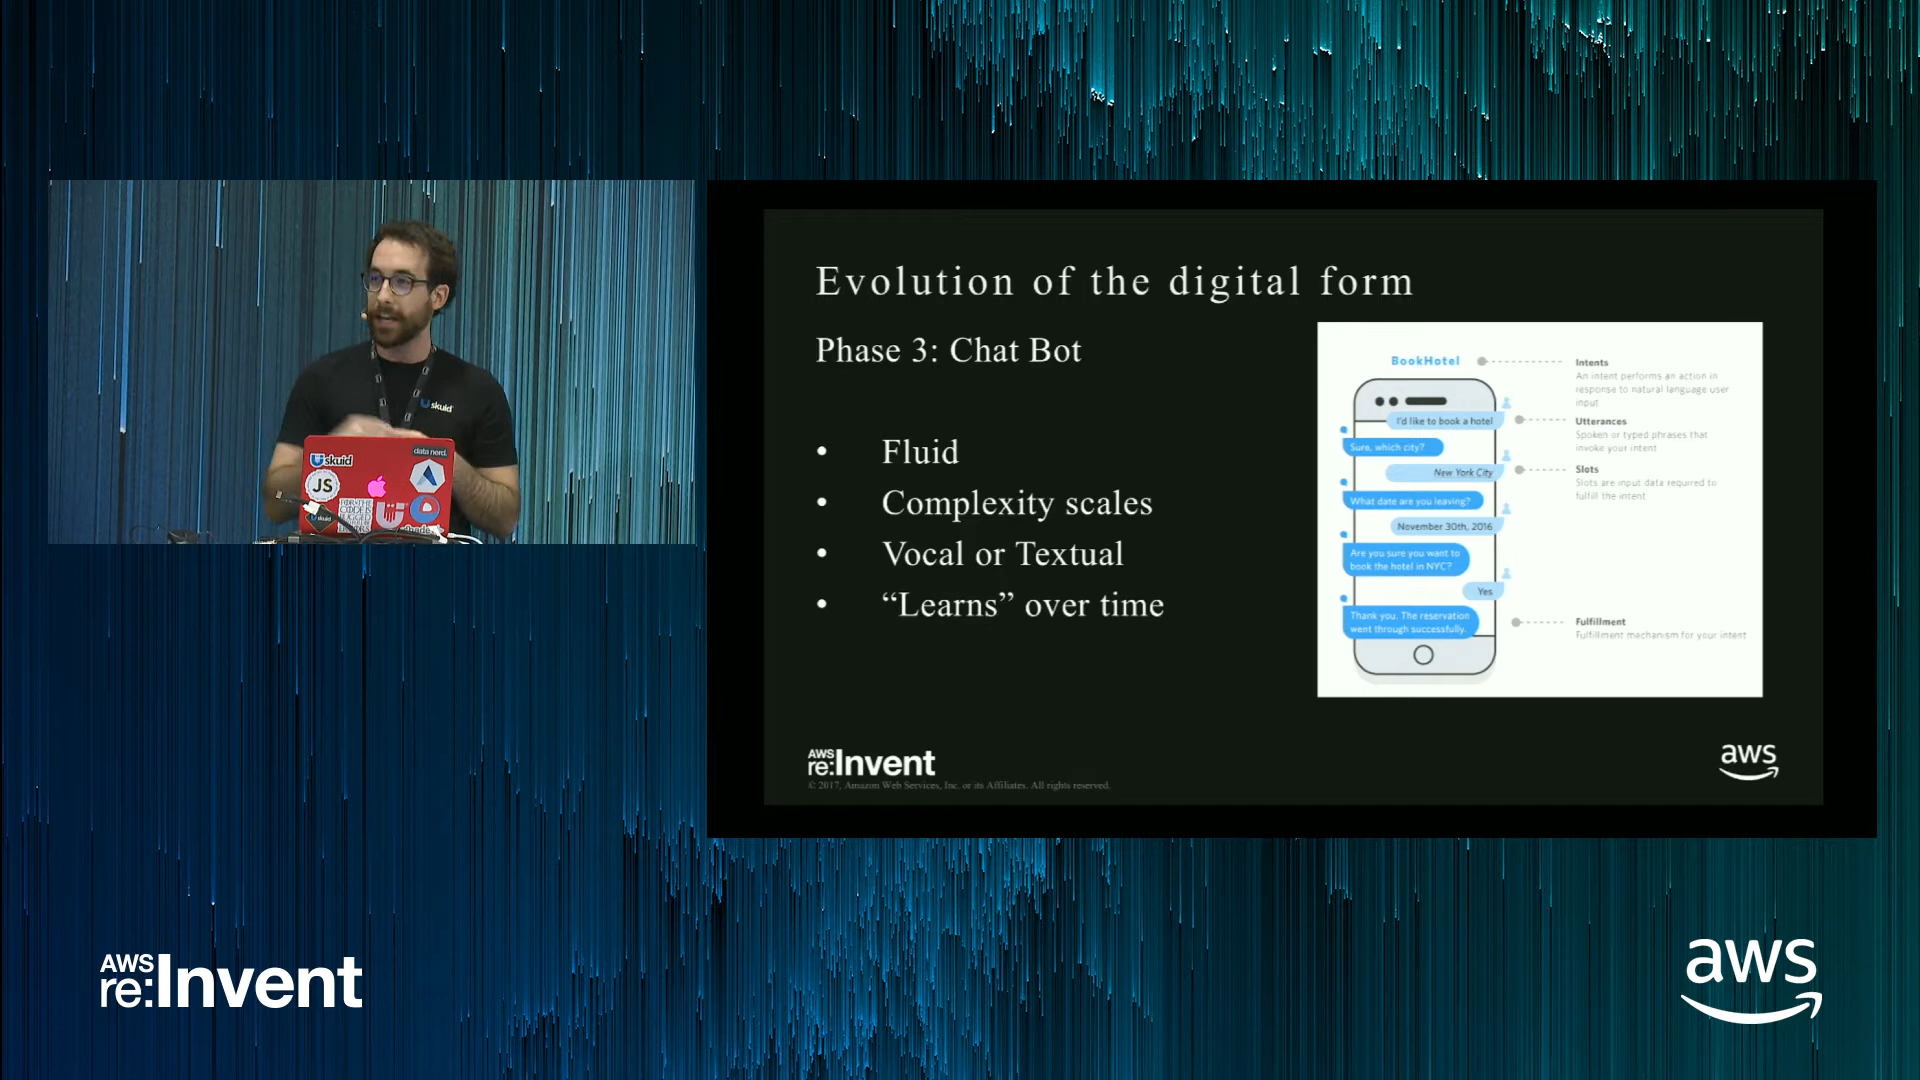 skuid
skuid
data nerd.
JS
FOR THE
CODE IS
skuid
Evolution of the digital form
Phase 3: Chat Bot
• Fluid
• Complexity scales
• Vocal or Textual
• “Learns” over time
BookHotel
I'd like to book a hotel
Sure, which city?
New York City
What date are you leaving?
November 30th, 2016
Are you sure you want to
book the hotel in NYC?
Yes
Thank you. The reservation
went through successfully.
Intents
An intent performs an action in
response to natural language user
input
Utterances
Spoken or typed phrases that
invoke your intent
Slots
Slots are input data required to
fulfill the intent
Fulfillment
Fulfillment mechanism for your intent
AWS
re:Invent
© 2017, Amazon Web Services, Inc. or its Affiliates. All rights reserved.
aws
AWS
re:Invent
aws